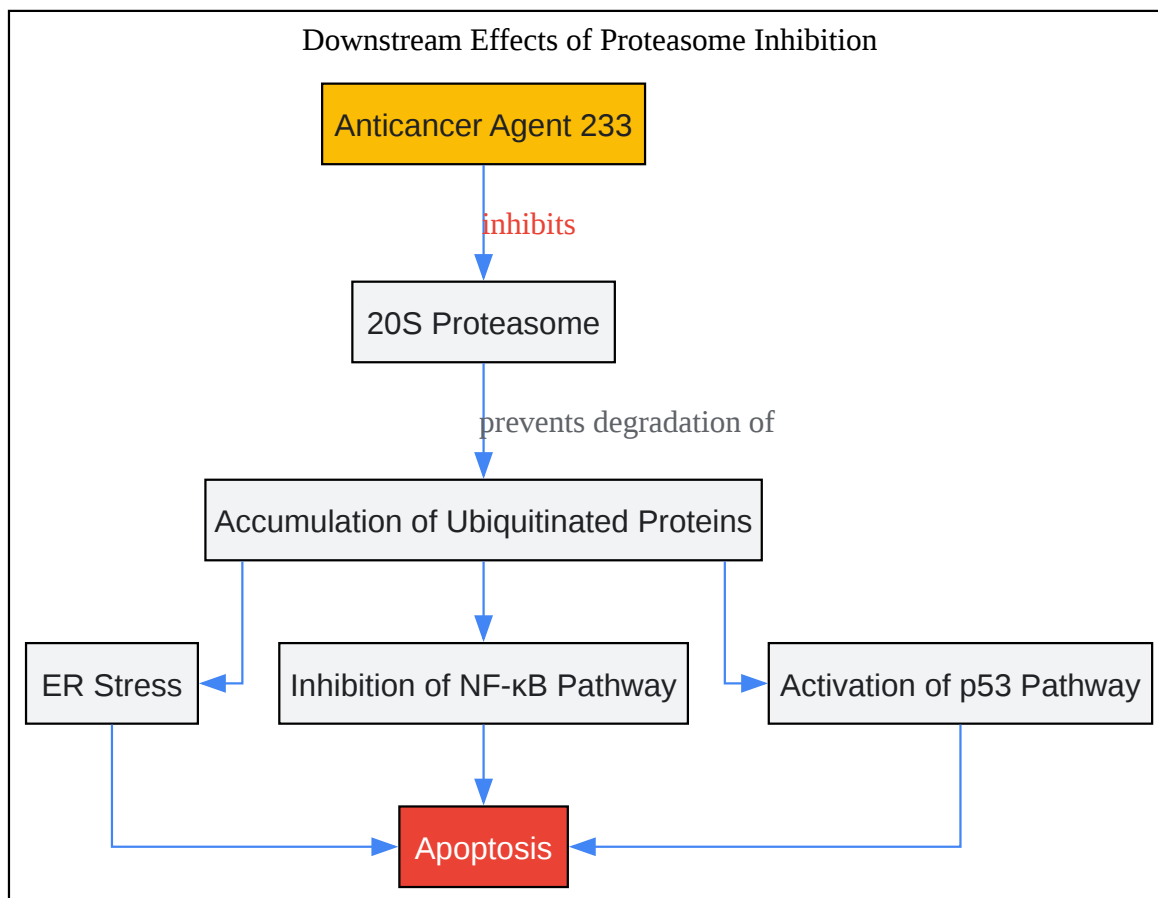 Downstream Effects of Proteasome Inhibition
Anticancer Agent 233
inhibits
20S Proteasome
prevents degradation of
Accumulation of Ubiquitinated Proteins
ER Stress
Inhibition of NF-κB Pathway
Activation of p53 Pathway
Apoptosis